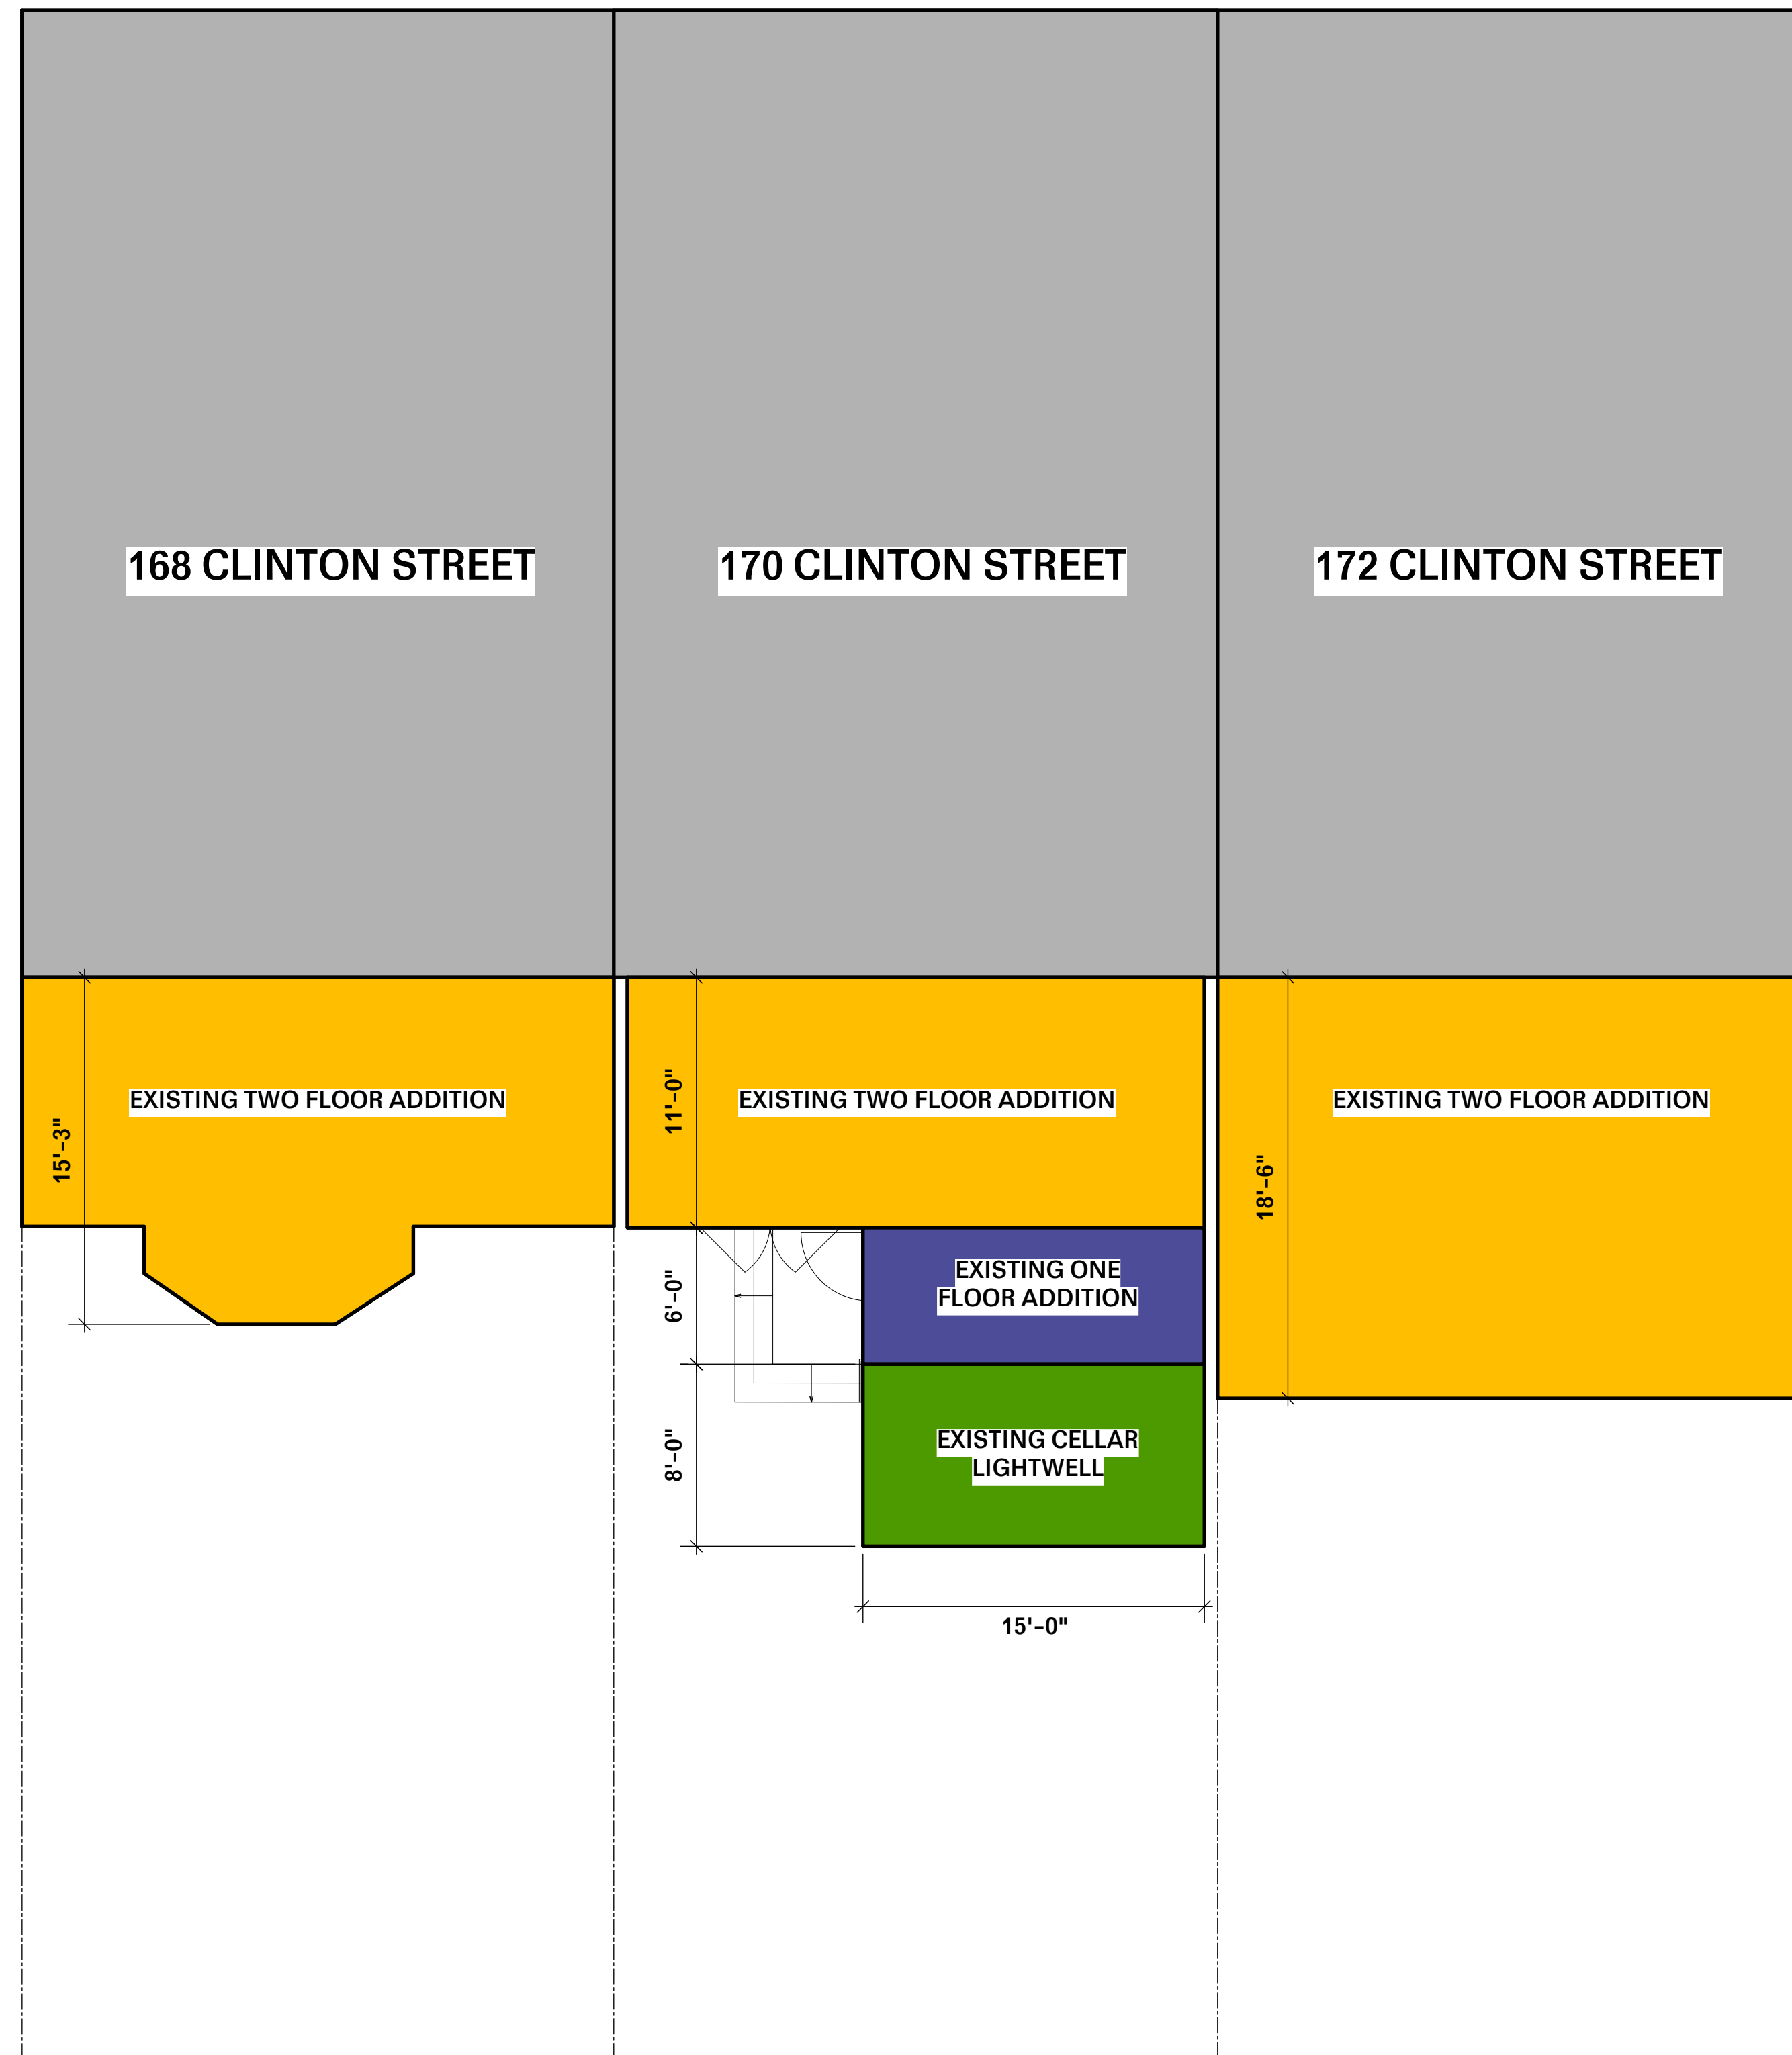 168 CLINTON STREET
170 CLINTON STREET
172 CLINTON STREET
EXISTING TWO FLOOR ADDITION
EXISTING TWO FLOOR ADDITION
EXISTING TWO FLOOR ADDITION
15'-3"
11'-0"
18'-6"
EXISTING ONE
FLOOR ADDITION
6'-0"
EXISTING CELLAR
LIGHTWELL
8'-0"
15'-0"